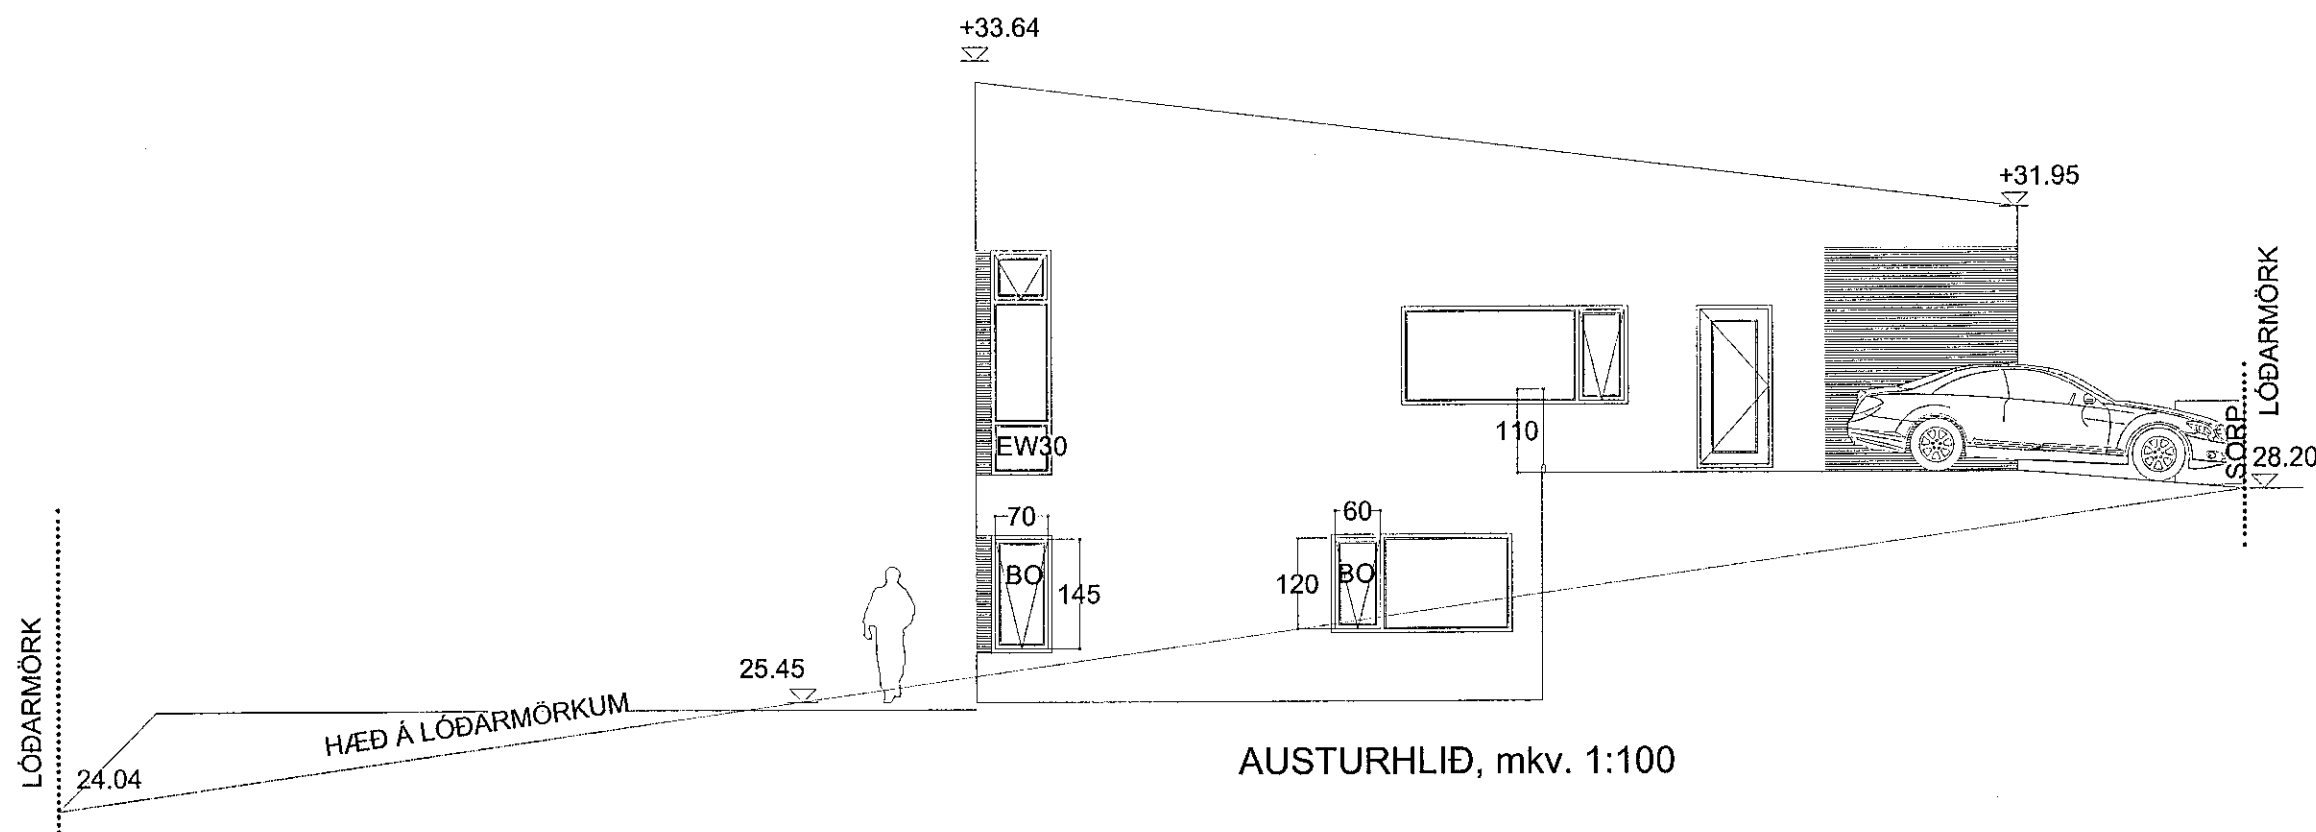 +33.64
+31.95
LÓÐARMÖRK
SORP
28.20
110
EW30
70
60
BO
145
120
BO
25.45
LÓÐARMÖRK
HÆÐ Á LÓÐARMÖRKUM
24.04
AUSTURHLIÐ, mkv. 1:100